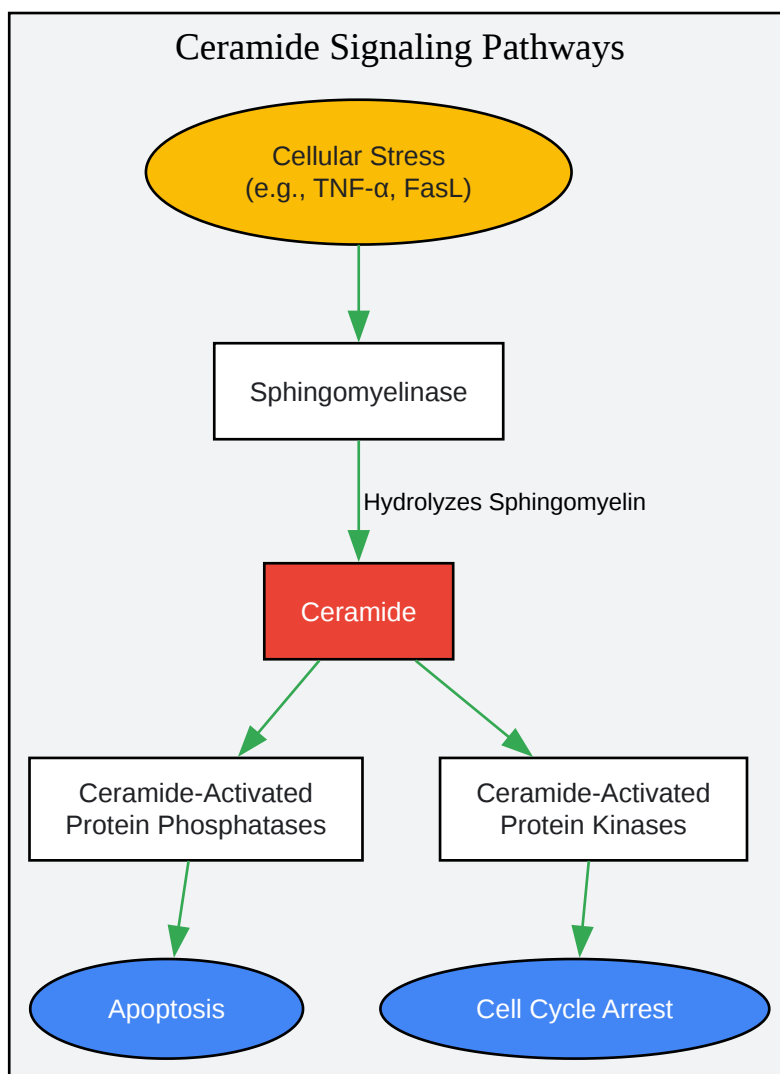 Ceramide Signaling Pathways
Cellular Stress
(e.g., TNF-α, FasL)
Sphingomyelinase
Hydrolyzes Sphingomyelin
Ceramide
Ceramide-Activated
Protein Phosphatases
Ceramide-Activated
Protein Kinases
Apoptosis
Cell Cycle Arrest